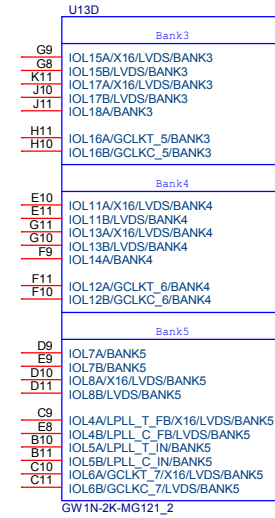 U13D
Bank3
G9 IOL15A/X16/LVDS/BANK3
G8 IOL15B/LVDS/BANK3
K11 IOL17A/X16/LVDS/BANK3
J10 IOL17B/LVDS/BANK3
J11 IOL18A/BANK3
H11 IOL16A/GCLKT_5/BANK3
H10 IOL16B/GCLKC_5/BANK3
Bank4
E10 IOL11A/X16/LVDS/BANK4
E11 IOL11B/LVDS/BANK4
G11 IOL13A/X16/LVDS/BANK4
G10 IOL13B/LVDS/BANK4
F9 IOL14A/BANK4
F11 IOL12A/GCLKT_6/BANK4
F10 IOL12B/GCLKC_6/BANK4
Bank5
D9 IOL7A/BANK5
E9 IOL7B/BANK5
D10 IOL8A/X16/LVDS/BANK5
D11 IOL8B/LVDS/BANK5
C9 IOL4A/LPLL_T_FB/X16/LVDS/BANK5
E8 IOL4B/LPLL_C_FB/LVDS/BANK5
B10 IOL5A/LPLL_T_IN/BANK5
B11 IOL5B/LPLL_C_IN/BANK5
C10 IOL6A/GCLKT_7/X16/LVDS/BANK5
C11 IOL6B/GCLKC_7/LVDS/BANK5
GW1N-2K-MG121_2